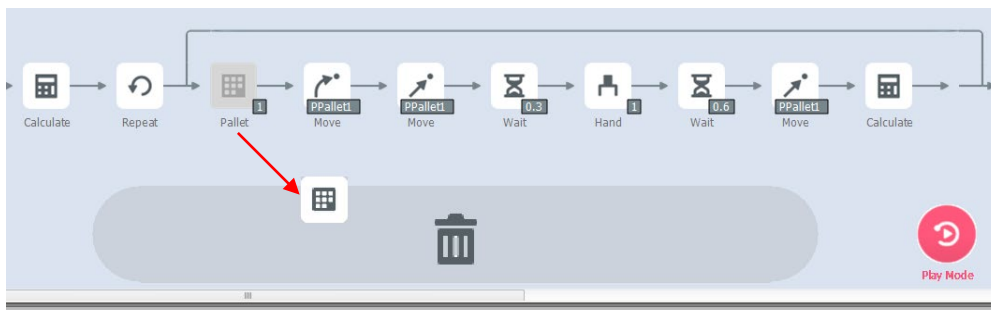 1
PPallet1
PPallet1
0.3
1
0.6
PPallet1
Calculate
Repeat
Pallet
Move
Move
Wait
Hand
Wait
Move
Calculate
Play Mode